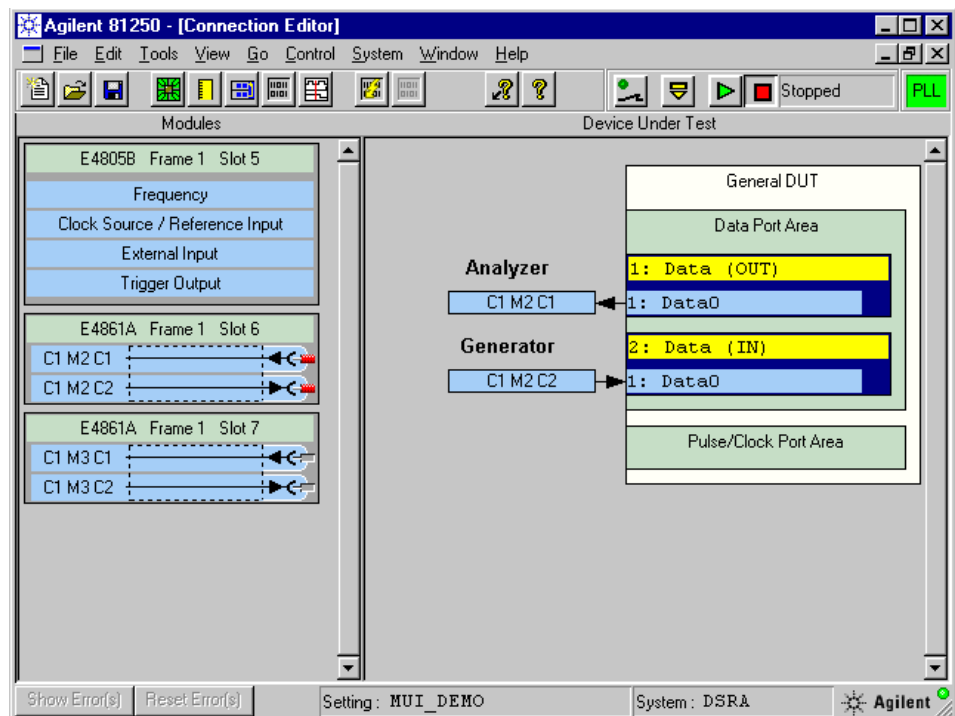 Agilent 81250 - [Connection Editor]
File Edit Tools View Go Control System Window Help
Stopped
PLL
Modules
Device Under Test
E4805B Frame 1 Slot 5
Frequency
Clock Source / Reference Input
External Input
Trigger Output
E4861A Frame 1 Slot 6
C1 M2 C1
C1 M2 C2
E4861A Frame 1 Slot 7
C1 M3 C1
C1 M3 C2
General DUT
Data Port Area
Analyzer
1: Data (OUT)
C1 M2 C1
1: Data0
Generator
2: Data (IN)
C1 M2 C2
1: Data0
Pulse/Clock Port Area
Show Error(s)
Reset Error(s)
Setting: MUI_DEMO
System: DSRA
Agilent